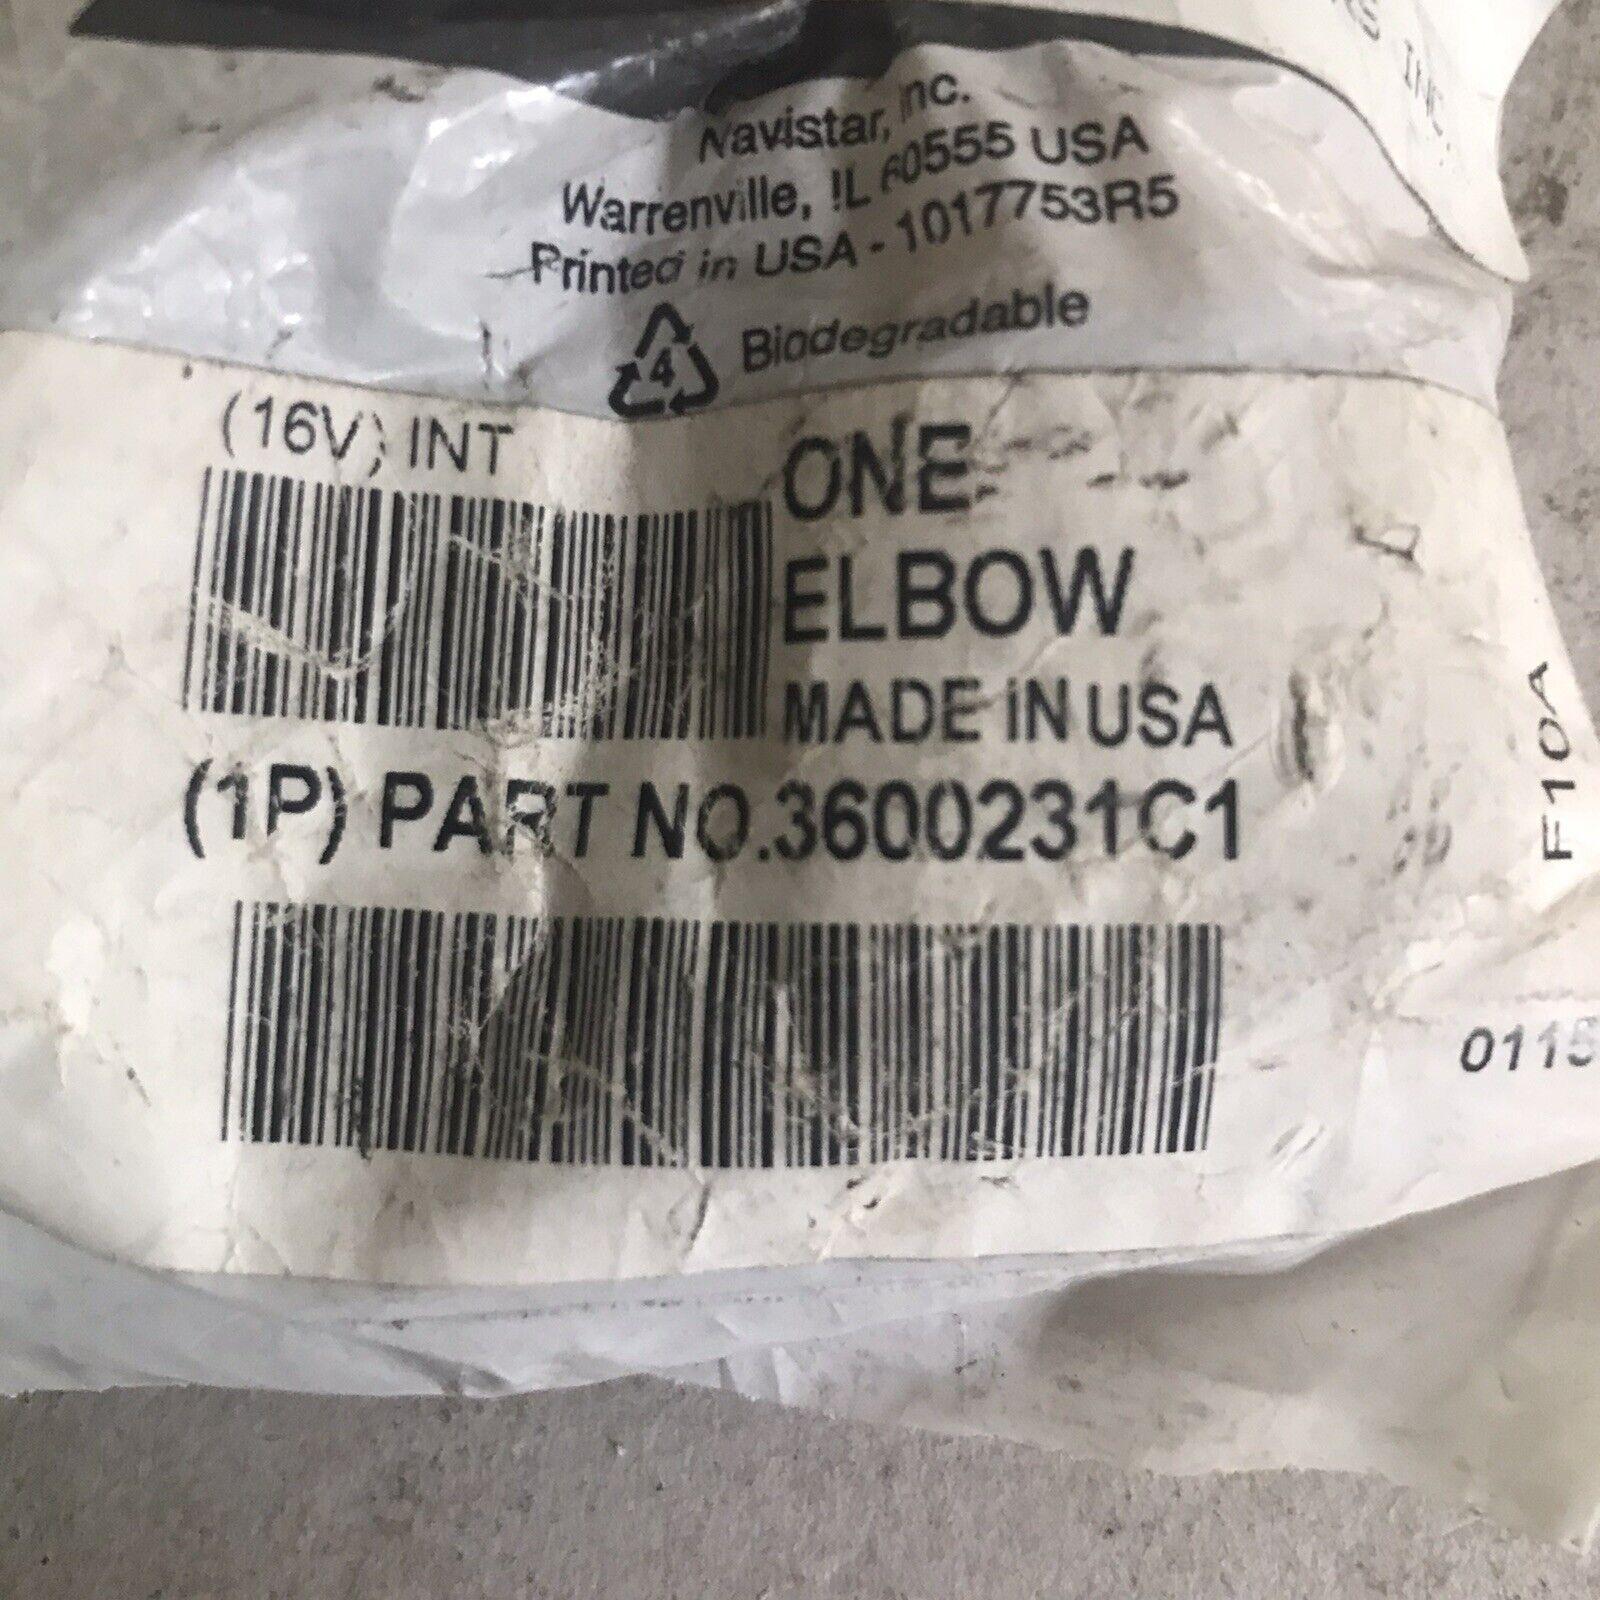 INC.
Navistar, Inc.
Warrenville, IL 60555 USA
Printed in USA - 1017753R5
4 Biodegradable
(16V) INT
ONE
ELBOW
MADE IN USA
(1P) PART NO.3600231C1
F10A
0115